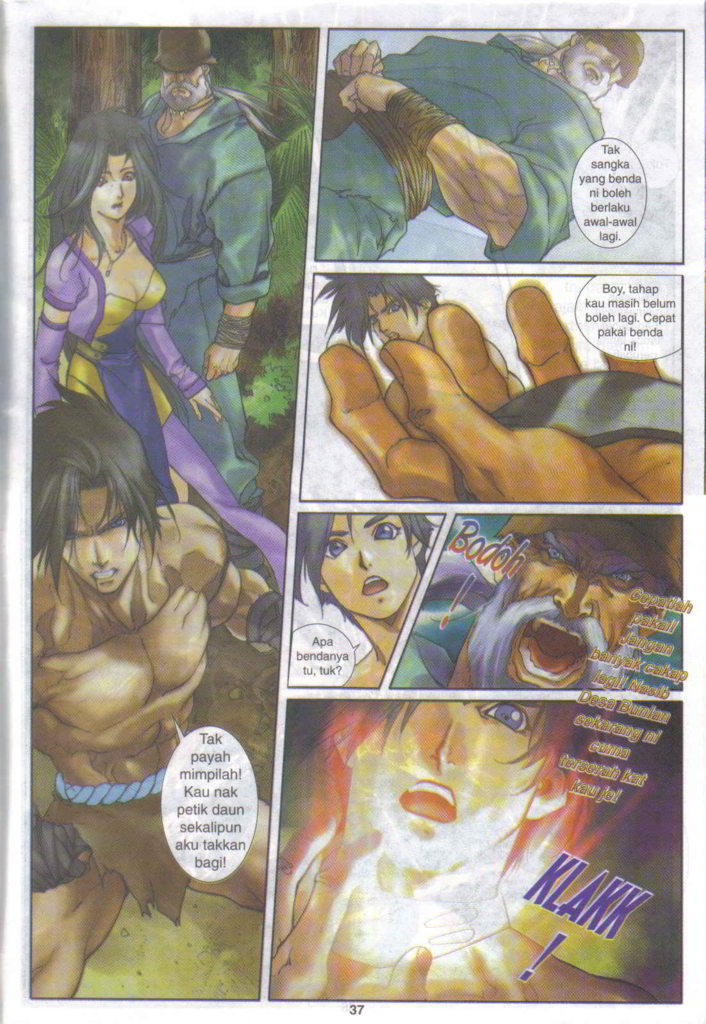 Tak
sangka
yang benda
ni boleh
berlaku
awal-awal
lagi.
Boy, tahap
kau masih belum
boleh lagi. Cepat
pakai benda
ni!
Tak
payah
mimpilah!
Kau nak
petik daun
sekalipun
aku takkan
bagi!
Apa
bendanya
tu, tuk?
Bodoh
!
Cepatlah
pakai!
Jangan
banyak cakap
lagi! Nasib
Desa Bunian
sekarang ni
cuma
terserah kat
kau je!
KLAKK
!
37